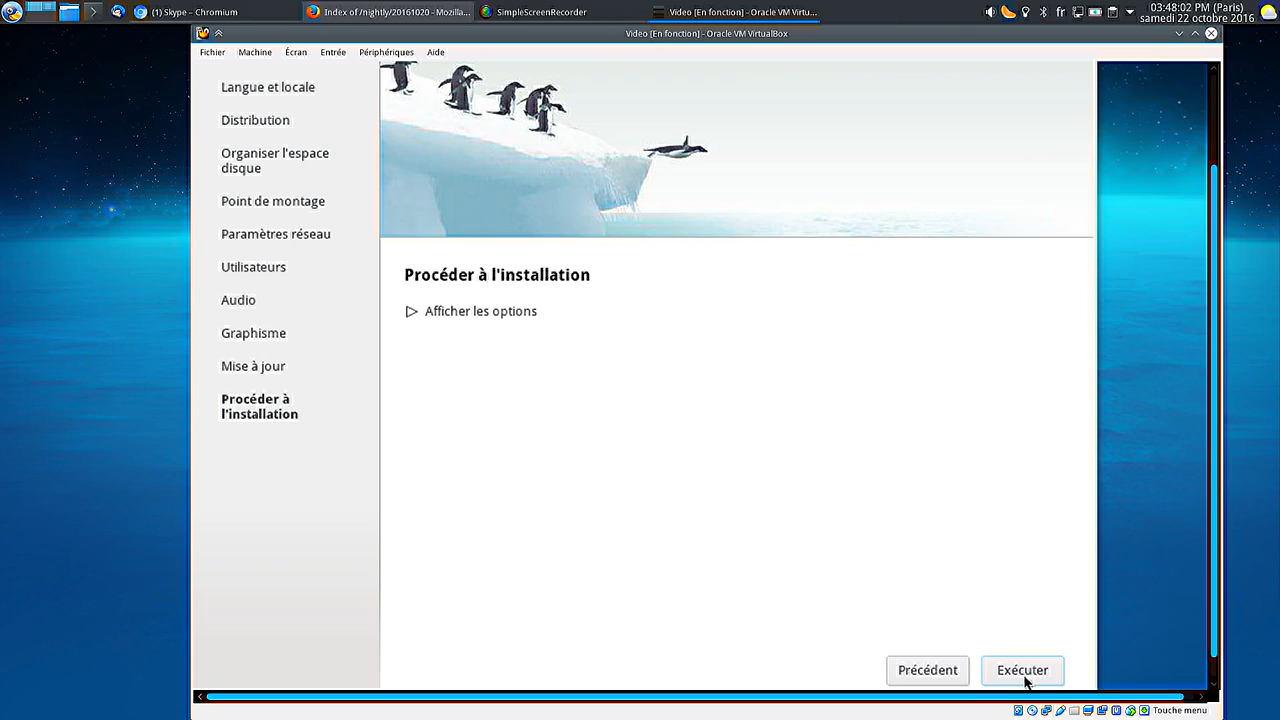 (1) Skype – Chromium
Index of /nightly/20161020 - Mozilla...
SimpleScreenRecorder
Video [En fonction] - Oracle VM Virtu...
fr
03:48:02 PM (Paris)
samedi 22 octobre 2016
Video [En fonction] - Oracle VM VirtualBox
Fichier Machine Écran Entrée Périphériques Aide
Langue et locale
Distribution
Organiser l'espace
disque
Point de montage
Paramètres réseau
Utilisateurs
Audio
Graphisme
Mise à jour
Procéder à
l'installation
Procéder à l'installation
Afficher les options
Précédent Exécuter
Touche menu